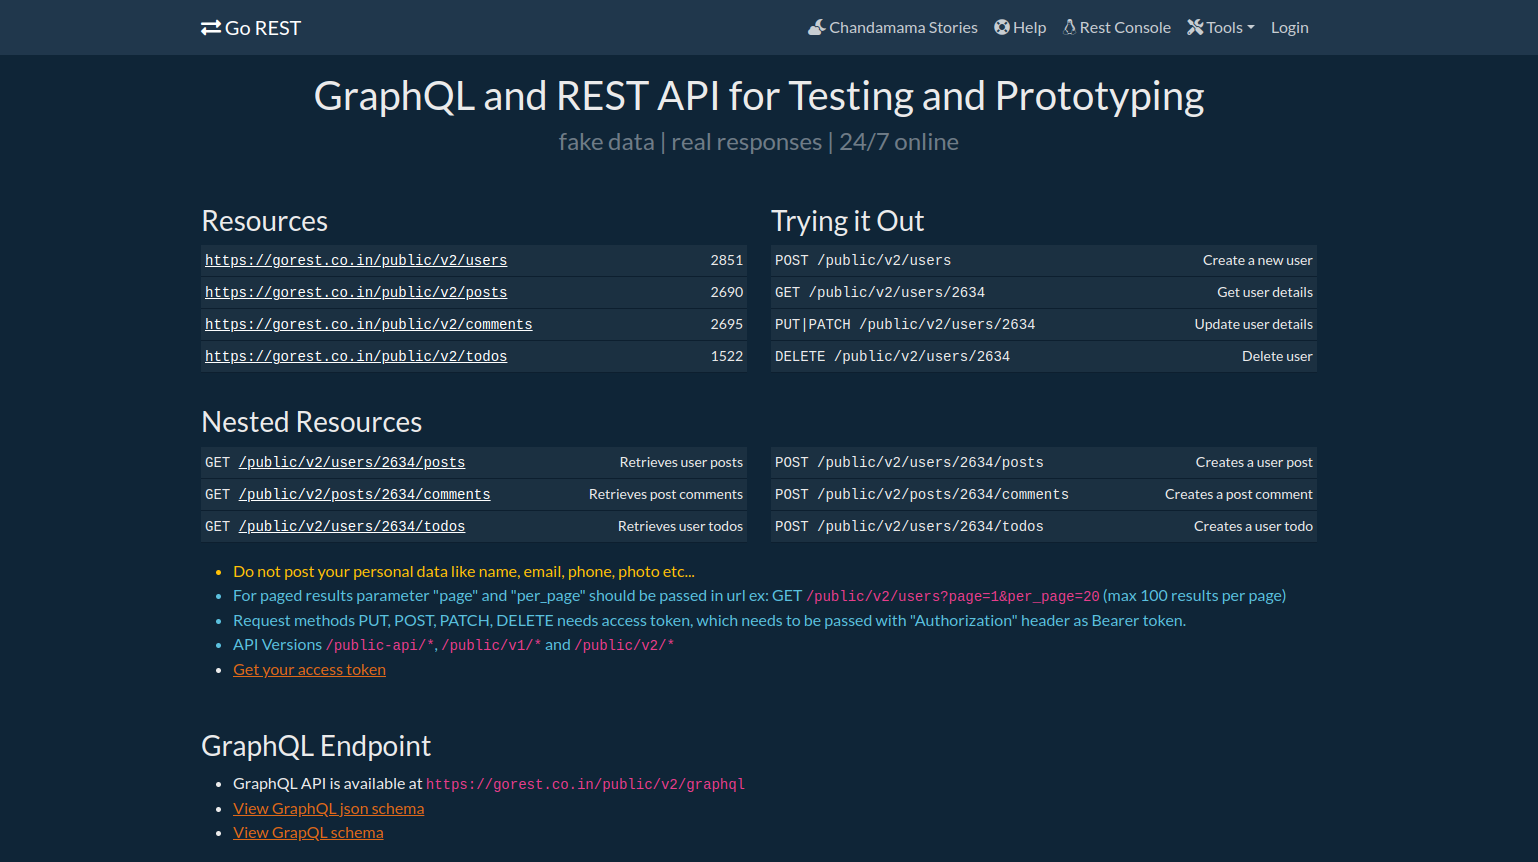 Go REST
Chandamama Stories Help Rest Console Tools Login
GraphQL and REST API for Testing and Prototyping
fake data | real responses | 24/7 online
Resources
https://gorest.co.in/public/v2/users 2851
https://gorest.co.in/public/v2/posts 2690
https://gorest.co.in/public/v2/comments 2695
https://gorest.co.in/public/v2/todos 1522
Trying it Out
POST /public/v2/users Create a new user
GET /public/v2/users/2634 Get user details
PUT|PATCH /public/v2/users/2634 Update user details
DELETE /public/v2/users/2634 Delete user
Nested Resources
GET /public/v2/users/2634/posts Retrieves user posts
GET /public/v2/posts/2634/comments Retrieves post comments
GET /public/v2/users/2634/todos Retrieves user todos
POST /public/v2/users/2634/posts Creates a user post
POST /public/v2/posts/2634/comments Creates a post comment
POST /public/v2/users/2634/todos Creates a user todo
• Do not post your personal data like name, email, phone, photo etc...
• For paged results parameter "page" and "per_page" should be passed in url ex: GET /public/v2/users?page=1&per_page=20 (max 100 results per page)
• Request methods PUT, POST, PATCH, DELETE needs access token, which needs to be passed with "Authorization" header as Bearer token.
• API Versions /public-api/*, /public/v1/* and /public/v2/*
• Get your access token
GraphQL Endpoint
• GraphQL API is available at https://gorest.co.in/public/v2/graphql
• View GraphQL json schema
• View GrapQL schema